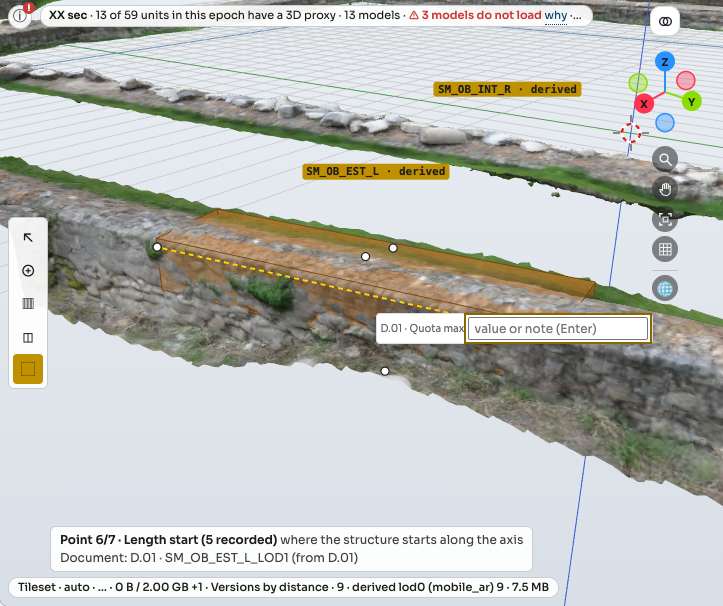 XX sec · 13 of 59 units in this epoch have a 3D proxy · 13 models · ⚠ 3 models do not load why ·...
SM_OB_INT_R · derived
Z
X
Y
SM_OB_EST_L · derived
D.01 · Quota max
value or note (Enter)
Point 6/7 · Length start (5 recorded) where the structure starts along the axis
Document: D.01 · SM_OB_EST_L_LOD1 (from D.01)
Tileset · auto · ... · 0 B / 2.00 GB +1 · Versions by distance · 9 · derived lod0 (mobile_ar) 9 · 7.5 MB